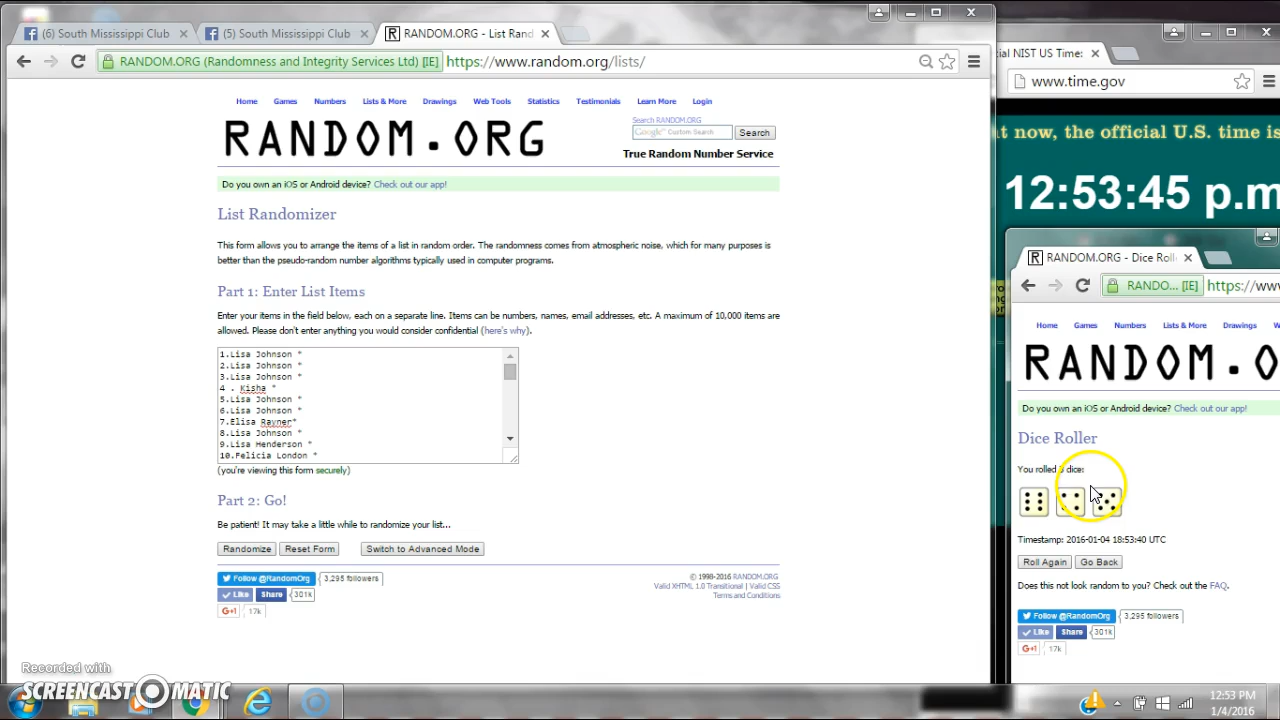 (6) South Mississippi Club
(5) South Mississippi Club
RANDOM.ORG - List Rand
RANDOM.ORG (Randomness and Integrity Services Ltd) [IE]
https://www.random.org/lists/
Home Games Numbers Lists & More Drawings Web Tools Statistics Testimonials Learn More Login
RANDOM.ORG
Search RANDOM.ORG
Google™ Custom Search
Search
True Random Number Service
Do you own an iOS or Android device? Check out our app!
List Randomizer
This form allows you to arrange the items of a list in random order. The randomness comes from atmospheric noise, which for many purposes is
better than the pseudo-random number algorithms typically used in computer programs.
Part 1: Enter List Items
Enter your items in the field below, each on a separate line. Items can be numbers, names, email addresses, etc. A maximum of 10,000 items are
allowed. Please don't enter anything you would consider confidential (here's why).
1.Lisa Johnson *
2.Lisa Johnson *
3.Lisa Johnson *
4 . Kisha *
5.Lisa Johnson *
6.Lisa Johnson *
7.Elisa Rayner*
8.Lisa Johnson *
9.Lisa Henderson *
10.Felicia London *
(you're viewing this form securely)
Part 2: Go!
Be patient! It may take a little while to randomize your list...
Randomize Reset Form Switch to Advanced Mode
Follow @RandomOrg 3,295 followers
Like Share 301k
G+1 17k
© 1998-2016 RANDOM.ORG
Valid XHTML 1.0 Transitional | Valid CSS
Terms and Conditions
cial NIST US Time:
www.time.gov
t now, the official U.S. time is
12:53:45 p.m
RANDOM.ORG - Dice Roll
RANDO... [IE]
https://ww
Home Games Numbers Lists & More Drawings
RANDOM.O
Do you own an iOS or Android device? Check out our app!
Dice Roller
You rolled 3 dice:
Timestamp: 2016-01-04 18:53:40 UTC
Roll Again Go Back
Does this not look random to you? Check out the FAQ.
Follow @RandomOrg 3,295 followers
Like Share 301k
G+1 17k
Recorded with
SCREENCAST-O-MATIC
12:53 PM
1/4/2016